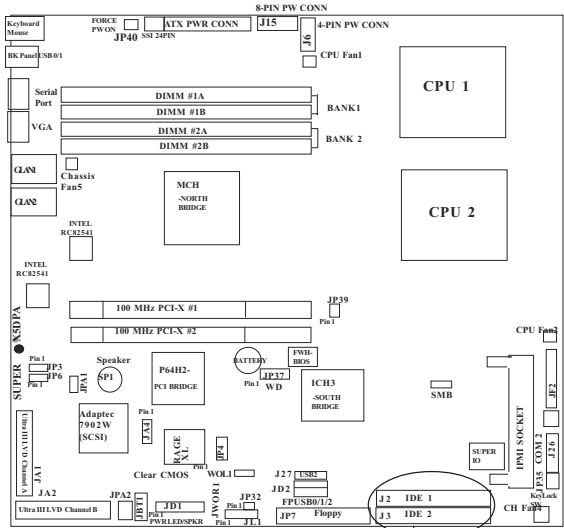 8-PIN PW CONN
Keyboard
Mouse
FORCE
PW ON
JP40
SSI 24PIN
ATX PWR CONN
J15
J6
4-PIN PW CONN
BK Panel USB 0/1
CPU Fan1
CPU 1
Serial
Port
DIMM #1A
DIMM #1B
BANK1
VGA
DIMM #2A
DIMM #2B
BANK 2
GLAN1
Chassis
Fan5
GLAN2
MCH
-NORTH
BRIDGE
CPU 2
INTEL
RC82541
INTEL
RC82541
100 MHz PCI-X #1
JP39
Pin 1
100 MHz PCI-X #2
SUPER X5DPA
CPU Fan2
Pin 1
JP3
JP6
Pin 1
JPA1
Speaker
SP1
P64H2-
PCI BRIDGE
BATTERY
FWH-
BIOS
Pin 1
JP37
WD
ICH3
-SOUTH
BRIDGE
SMB
IPMI SOCKET
JF2
Adaptec
7902W
(SCSI)
Pin 1
JA4
RAGE
XL
JP4
Pin 1
SUPER
IO
COM 2
J26
Ultra III LVD Channel A
JA1
Clear CMOS
WOL1
J27
USB2
JD2
FPUSB0/1/2
JP35
KeyLock
SW
JA2
Ultra III LVD Channel B
JPA2
JBT1
JD1
Pin 1
PWR LED/SPKR
JWOR1
JP32
Pin 1
JL1
JP7
Floppy
J2
IDE 1
J3
IDE 2
CH Fan4